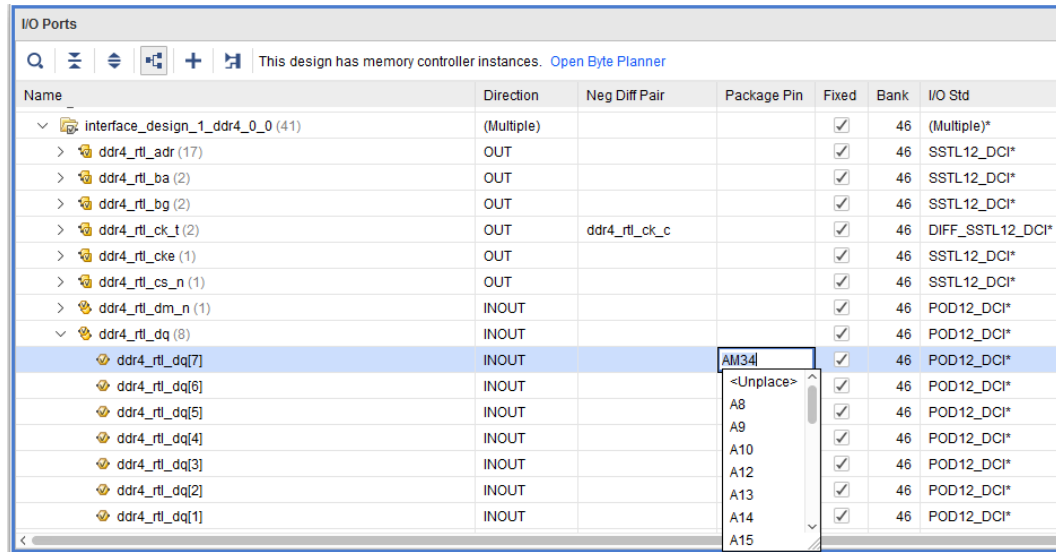 I/O Ports
This design has memory controller instances. Open Byte Planner
Name Direction Neg Diff Pair Package Pin Fixed Bank I/O Std
interface_design_1_ddr4_0_0 (41) (Multiple) 46 (Multiple)*
ddr4_rtl_adr (17) OUT 46 SSTL12_DCI*
ddr4_rtl_ba (2) OUT 46 SSTL12_DCI*
ddr4_rtl_bg (2) OUT 46 SSTL12_DCI*
ddr4_rtl_ck_t (2) OUT ddr4_rtl_ck_c 46 DIFF_SSTL12_DCI*
ddr4_rtl_cke (1) OUT 46 SSTL12_DCI*
ddr4_rtl_cs_n (1) OUT 46 SSTL12_DCI*
ddr4_rtl_dm_n (1) INOUT 46 POD12_DCI*
ddr4_rtl_dq (8) INOUT 46 POD12_DCI*
ddr4_rtl_dq[7] INOUT AM34 46 POD12_DCI*
<Unplace>
ddr4_rtl_dq[6] INOUT A8 46 POD12_DCI*
ddr4_rtl_dq[5] INOUT A9 46 POD12_DCI*
ddr4_rtl_dq[4] INOUT A10 46 POD12_DCI*
ddr4_rtl_dq[3] INOUT A12 46 POD12_DCI*
ddr4_rtl_dq[2] INOUT A13 46 POD12_DCI*
ddr4_rtl_dq[1] INOUT A14 46 POD12_DCI*
A15